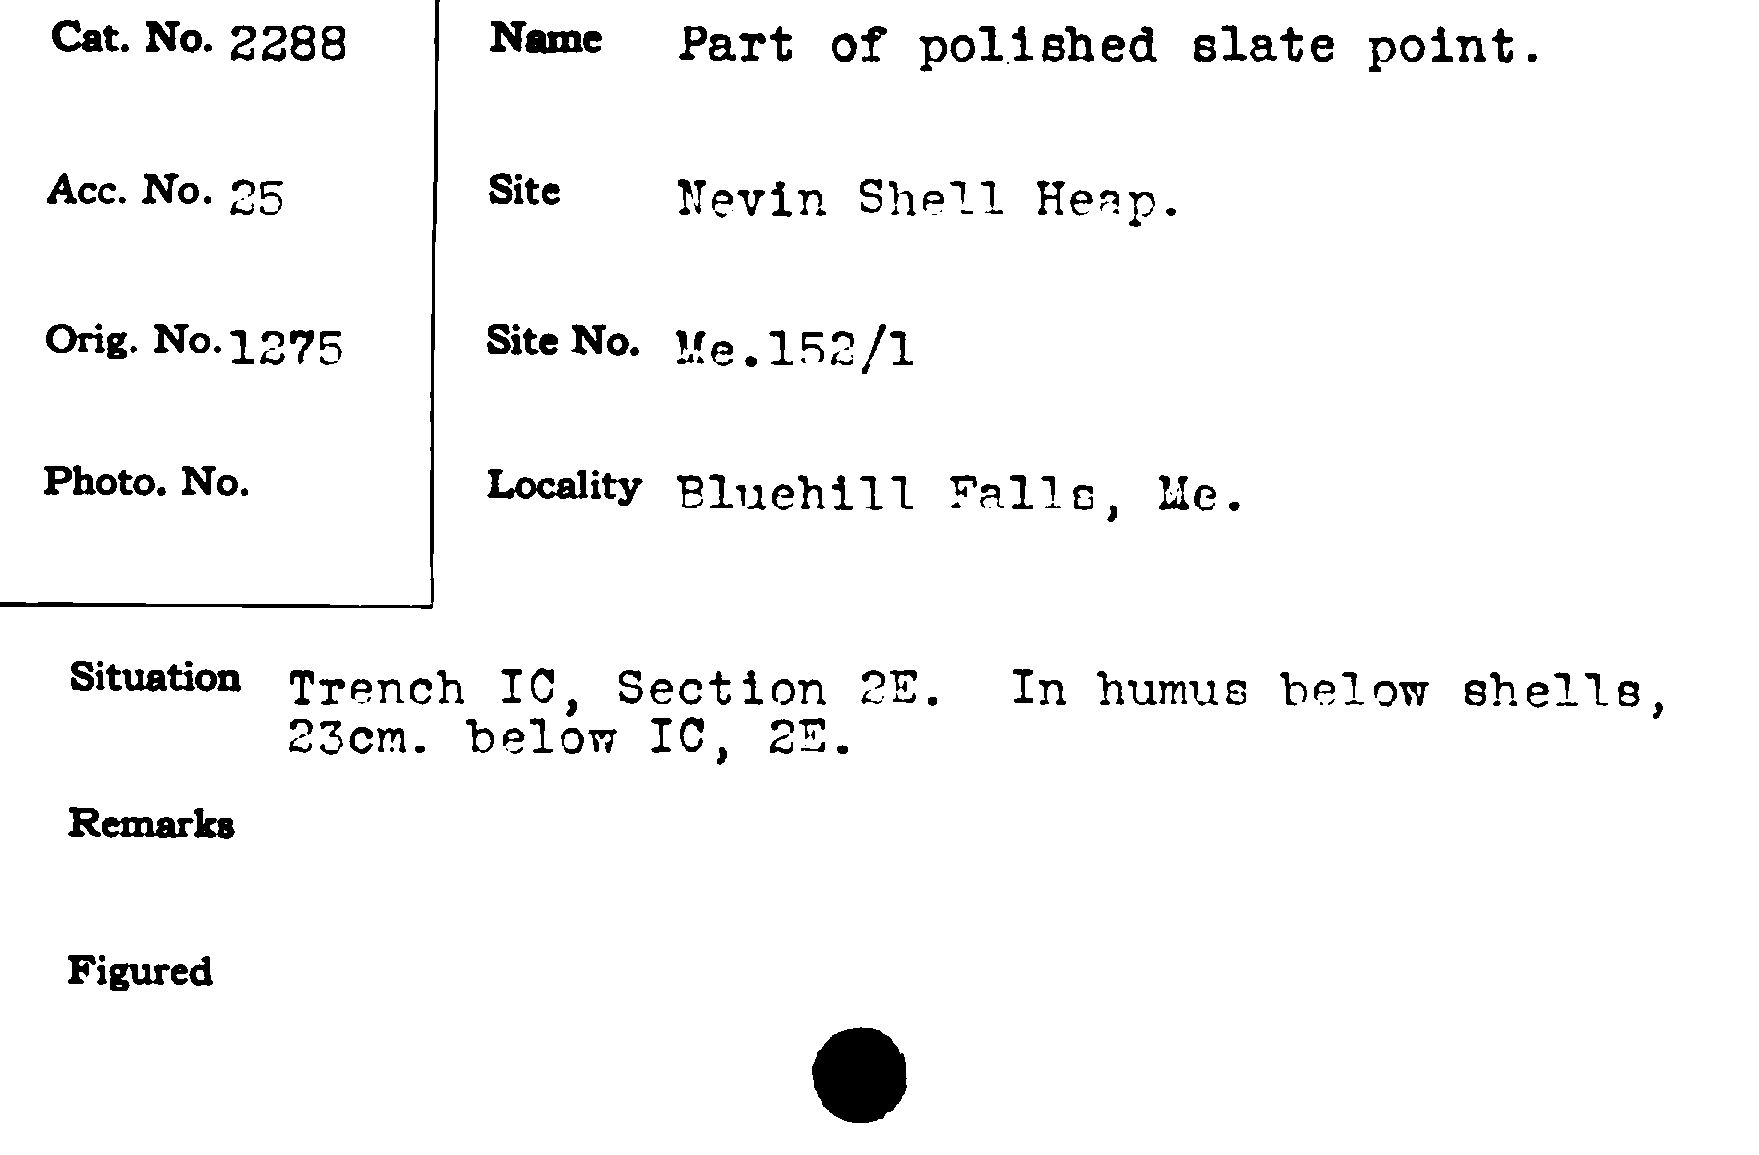 Cat. No. 2288
Name Part of polished slate point.
Acc. No. 25
Site Nevin Shell Heap.
Orig. No. 1275
Site No. Me.152/1
Photo. No.
Locality Bluehill Falls, Me.
Situation Trench IC, Section 2E. In humus below shells,
23cm. below IC, 2E.
Remarks
Figured